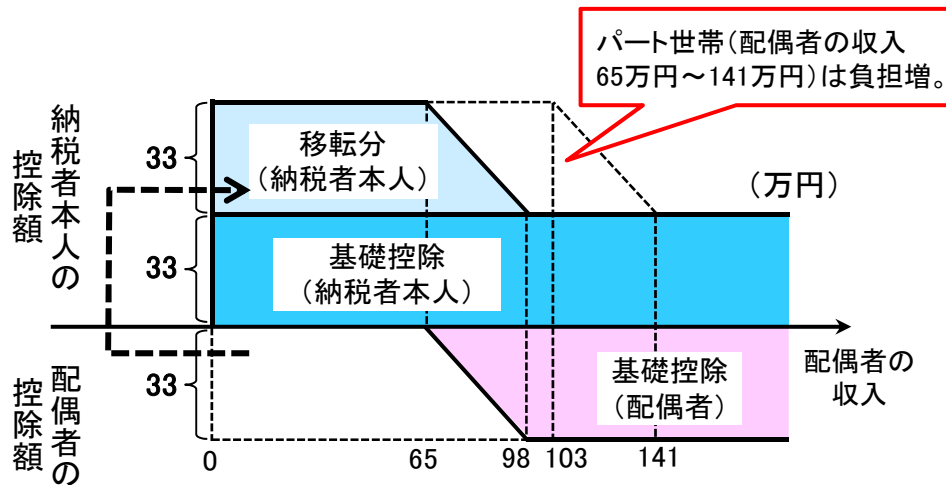 パート世帯(配偶者の収入
65万円～141万円)は負担増。
納税者本人の
控除額
33
移転分
(納税者本人)
(万円)
33
基礎控除
(納税者本人)
配偶者の
控除額
33
基礎控除
(配偶者)
配偶者の
収入
0
65
98
103
141